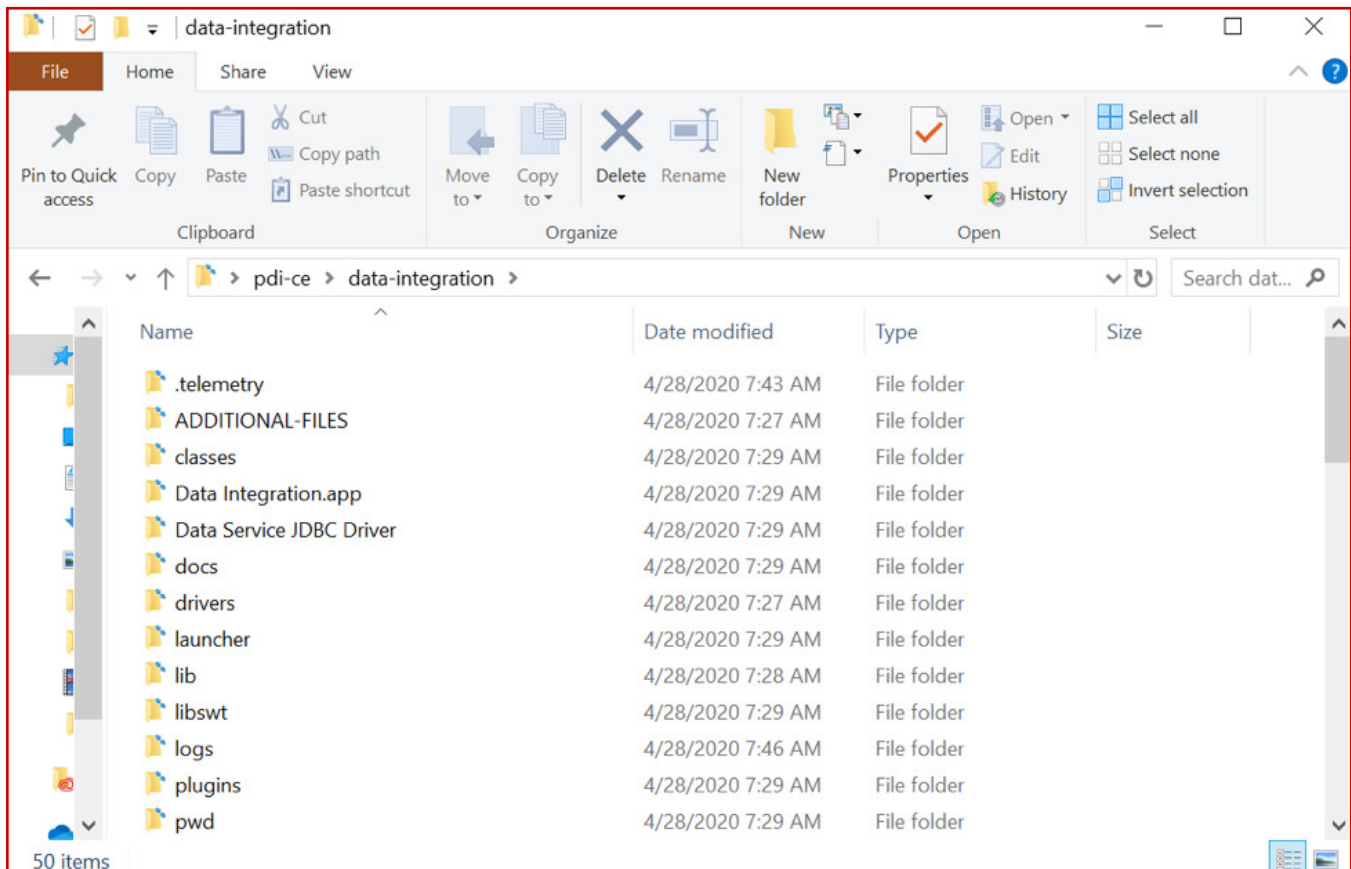 data-integration
File Home Share View
Pin to Quick access
Copy
Paste
Cut
Copy path
Paste shortcut
Clipboard
Move to
Copy to
Delete
Rename
Organize
New folder
New
Properties
Open
Edit
History
Open
Select all
Select none
Invert selection
Select
pdi-ce > data-integration >
Search dat...
Name Date modified Type Size
.telemetry 4/28/2020 7:43 AM File folder
ADDITIONAL-FILES 4/28/2020 7:27 AM File folder
classes 4/28/2020 7:29 AM File folder
Data Integration.app 4/28/2020 7:29 AM File folder
Data Service JDBC Driver 4/28/2020 7:29 AM File folder
docs 4/28/2020 7:29 AM File folder
drivers 4/28/2020 7:27 AM File folder
launcher 4/28/2020 7:29 AM File folder
lib 4/28/2020 7:28 AM File folder
libswt 4/28/2020 7:29 AM File folder
logs 4/28/2020 7:46 AM File folder
plugins 4/28/2020 7:29 AM File folder
pwd 4/28/2020 7:29 AM File folder
50 items